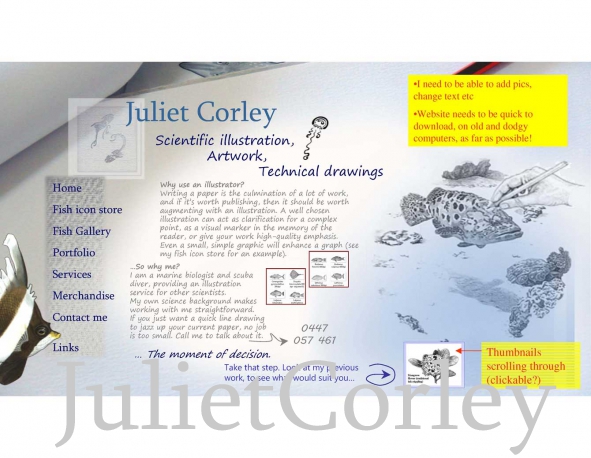 •I need to be able to add pics,
change text etc
•Website needs to be quick to
download, on old and dodgy
computers, as far as possible!
Juliet Corley
Scientific illustration,
Artwork,
Technical drawings
Home
Fish icon store
Fish Gallery
Portfolio
Services
Merchandise
Contact me
Links
Why use an illustrator?
Writing a paper is the culmination of a lot of work,
and if it's worth publishing, then it should be worth
augmenting with an illustration. A well chosen
illustration can act as clarification for a complex
point, as a visual marker in the memory of the
reader, or give your work high-quality emphasis.
Even a small, simple graphic will enhance a graph (see
my fish icon store for an example).
...So why me?
I am a marine biologist and scuba
diver, providing an illustration
service for other scientists.
My own science background makes
working with me straightforward.
If you just want a quick line drawing
to jazz up your current paper, no job
is too small. Call me to talk about it.
0447
057 461
... The moment of decision.
Take that step. Look at my previous
work, to see what would suit you...
Thumbnails
scrolling through
(clickable?)
JulietCorley